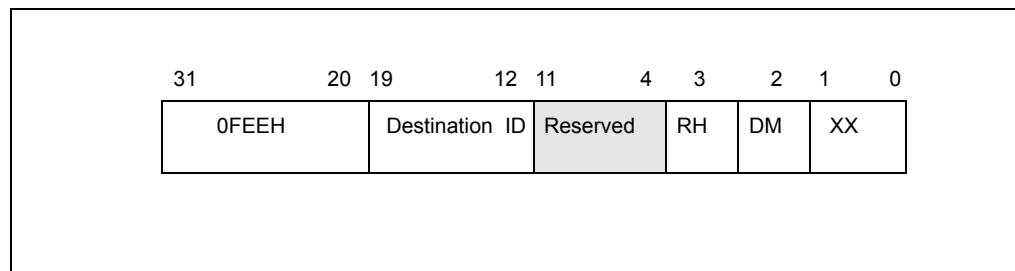 31 20 19 12 11 4 3 2 1 0
0FEEH Destination ID Reserved RH DM XX